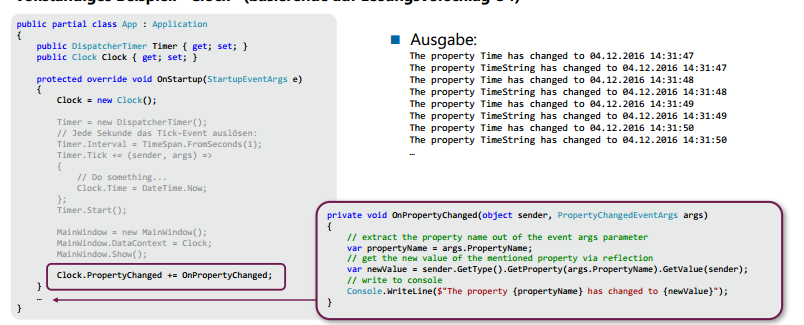 public partial class App : Application
{
    public DispatcherTimer Timer { get; set; }
    public Clock Clock { get; set; }

    protected override void OnStartup(StartupEventArgs e)
    {
        Clock = new Clock();

        Timer = new DispatcherTimer();
        // Jede Sekunde das Tick-Event auslösen:
        Timer.Interval = TimeSpan.FromSeconds(1);
        Timer.Tick += (sender, args) =>
        {
            // Do something...
            Clock.Time = DateTime.Now;
        };
        Timer.Start();

        MainWindow = new MainWindow();
        MainWindow.DataContext = Clock;
        MainWindow.Show();

        Clock.PropertyChanged += OnPropertyChanged;
    }
    …
}
Ausgabe:
The property Time has changed to 04.12.2016 14:31:47
The property TimeString has changed to 04.12.2016 14:31:47
The property Time has changed to 04.12.2016 14:31:48
The property TimeString has changed to 04.12.2016 14:31:48
The property Time has changed to 04.12.2016 14:31:49
The property TimeString has changed to 04.12.2016 14:31:49
The property Time has changed to 04.12.2016 14:31:50
The property TimeString has changed to 04.12.2016 14:31:50
…
private void OnPropertyChanged(object sender, PropertyChangedEventArgs args)
{
    // extract the property name out of the event args parameter
    var propertyName = args.PropertyName;
    // get the new value of the mentioned property via reflection
    var newValue = sender.GetType().GetProperty(args.PropertyName).GetValue(sender);
    // write to console
    Console.WriteLine($"The property {propertyName} has changed to {newValue}");
}